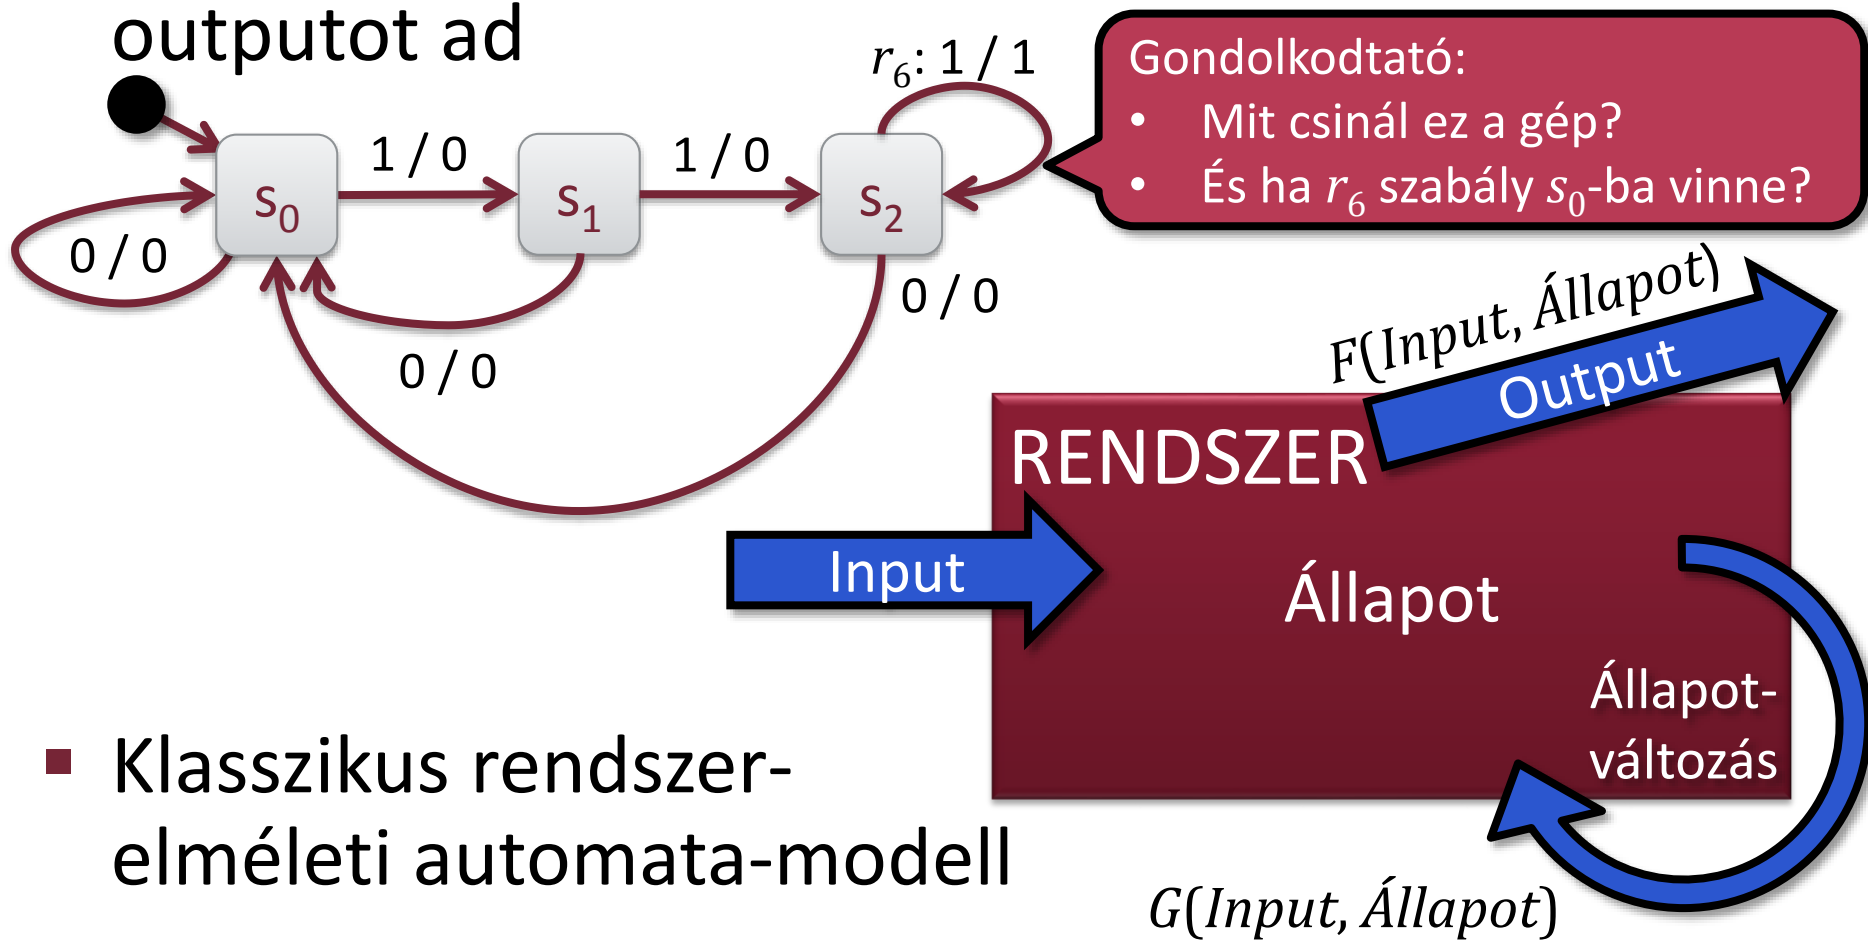 outputot ad
r₆: 1 / 1
Gondolkodtató:
• Mit csinál ez a gép?
• És ha r₆ szabály s₀-ba vinne?
1 / 0
1 / 0
s₀
s₁
s₂
0 / 0
0 / 0
0 / 0
F(Input, Állapot)
Output
RENDSZER
Input
Állapot
Állapot-
változás
▪ Klasszikus rendszer-
elméleti automata-modell
G(Input, Állapot)